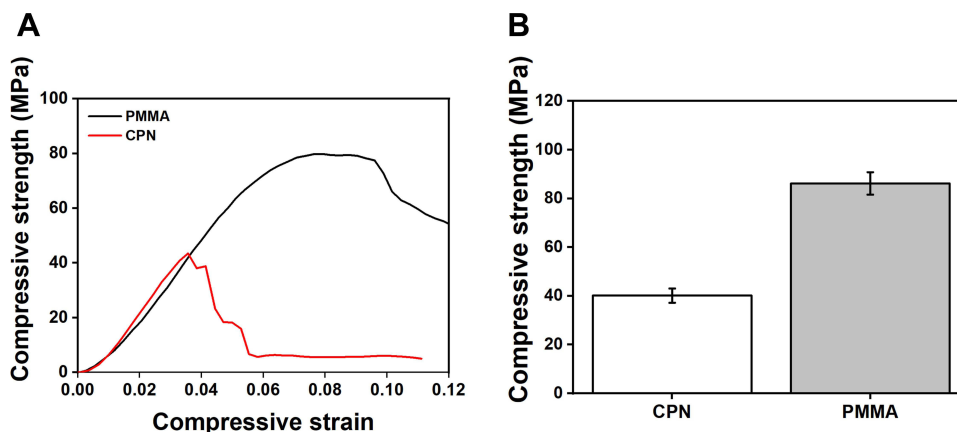 A
Compressive strength (MPa)
100
80
60
40
20
0
PMMA
CPN
0.00 0.02 0.04 0.06 0.08 0.10 0.12
Compressive strain
B
Compressive strength (MPa)
120
100
80
60
40
20
0
CPN PMMA